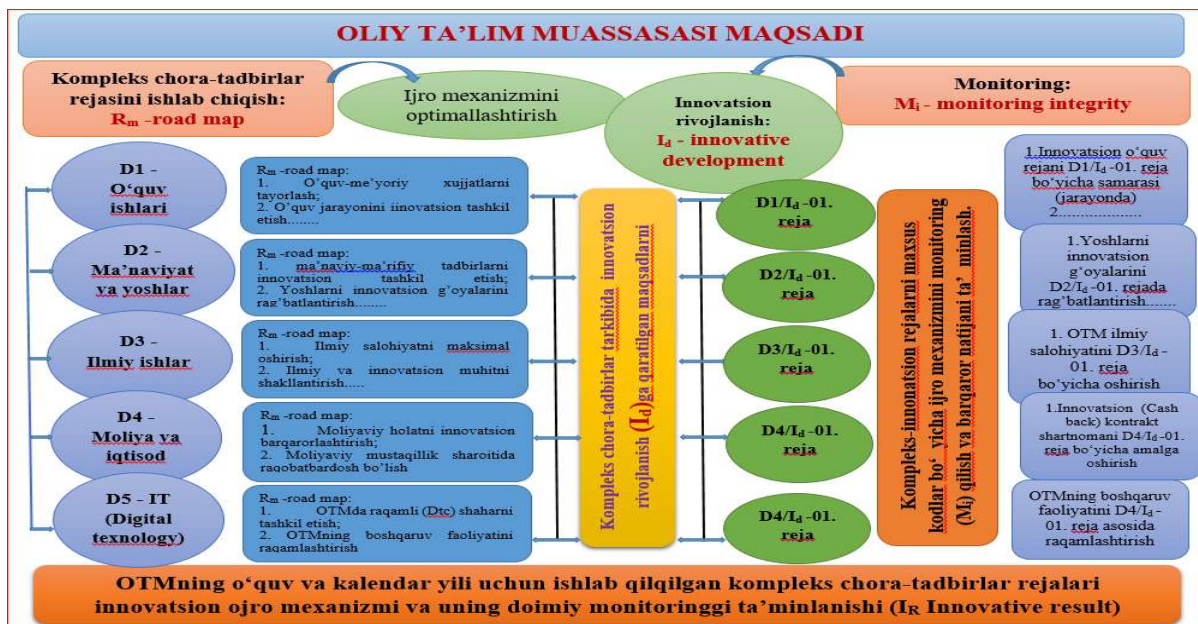 OLIY TA’LIM MUASSASASI MAQSADI
Kompleks chora-tadbirlar
rejasini ishlab chiqish:
Rm -road map
Ijro mexanizmini
optimallashtirish
Innovatsion
rivojlanish:
Id - innovative
development
Monitoring:
Mi - monitoring integrity
D1 -
O‘quv
ishlari
D2 -
Ma’naviyat
va yoshlar
D3 -
Ilmiy ishlar
D4 -
Moliya va
iqtisod
D5 - IT
(Digital
texnology)
Rm -road map:
1. O’quv-me’yoriy xujjatlarni
tayorlash;
2. O’quv jarayonini iinovatsion tashkil
etish........
Rm -road map:
1. ma’naviy-ma’rifiy tadbirlarni
innovatsion tashkil etish;
2. Yoshlarni innovatsion g’oyalarini
rag’batlantirish........
Rm -road map:
1. Ilmiy salohiyatni maksimal
oshirish;
2. Ilmiy va innovatsion muhitni
shakllantirish.....
Rm -road map:
1. Moliyaviy holatni innovatsion
barqarorlashtirish;
2. Moliyaviy mustaqillik sharoitida
raqobatbardosh bo’lish
Rm -road map:
1. OTMda raqamli (Dtc) shaharni
tashkil etish;
2. OTMning boshqaruv faoliyatini
raqamlashtirish
Kompleks chora-tadbirlar tarkibida innovatsion
rivojlanish (Id)ga qaratilgan maqsadlarni
D1/Id -01.
reja
D2/Id -01.
reja
D3/Id -01.
reja
D4/Id -01.
reja
D4/Id -01.
reja
Kompleks-innonatsion rejalarni maxsus
kodlar bo‘ yicha ijro mexanizmini monitoring
(Mi) qilish va barqaror natijani ta’ minlash.
1.Innovatsion o‘quv
rejani D1/Id -01. reja
bo‘yicha samarasi
(jarayonda)
2...................
1.Yoshlarni
innovatsion
g’oyalarini
D2/Id -01. rejada
rag’batlantirish.......
1. OTM ilmiy
salohiyatini D3/Id -
01. reja
bo‘yicha oshirish
1.Innovatsion (Cash
back) kontrakt
shartnomani D4/Id -01.
reja bo‘yicha amalga
oshirish
OTMning boshqaruv
faoliyatini D4/Id -
01. reja asosida
raqamlashtirish
OTMning o‘quv va kalendar yili uchun ishlab qilqilgan kompleks chora-tadbirlar rejalari
innovatsion ojro mexanizmi va uning doimiy monitoringgi ta’minlanishi (IR Innovative result)